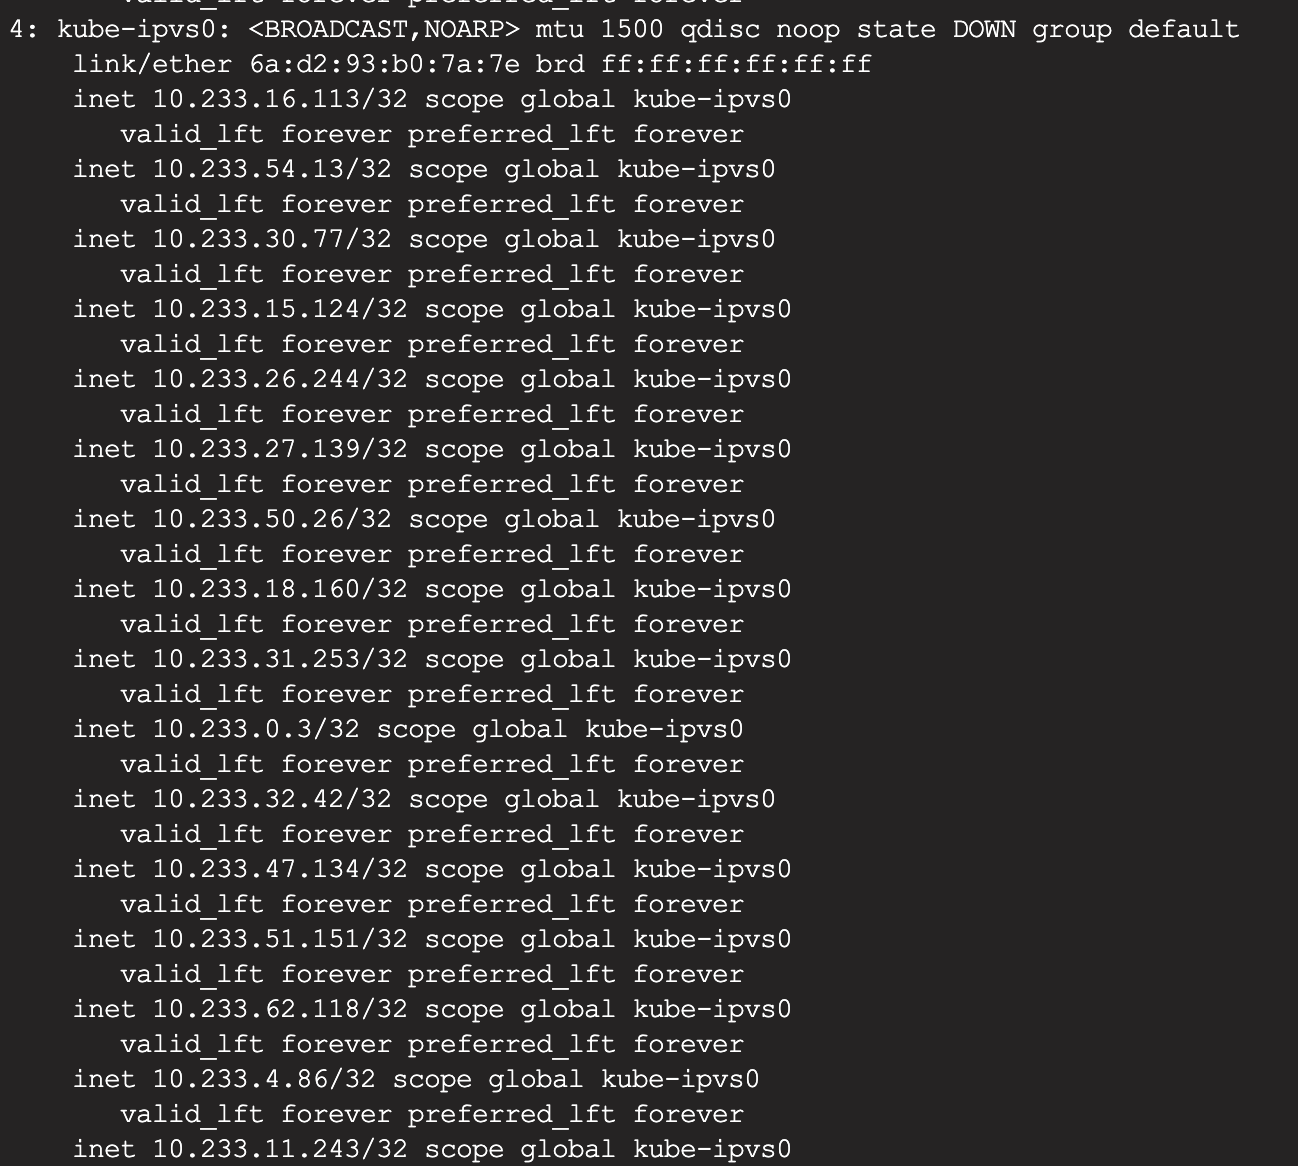 4: kube-ipvs0: <BROADCAST,NOARP> mtu 1500 qdisc noop state DOWN group default
link/ether 6a:d2:93:b0:7a:7e brd ff:ff:ff:ff:ff:ff
inet 10.233.16.113/32 scope global kube-ipvs0
valid_lft forever preferred_lft forever
inet 10.233.54.13/32 scope global kube-ipvs0
valid_lft forever preferred_lft forever
inet 10.233.30.77/32 scope global kube-ipvs0
valid_lft forever preferred_lft forever
inet 10.233.15.124/32 scope global kube-ipvs0
valid_lft forever preferred_lft forever
inet 10.233.26.244/32 scope global kube-ipvs0
valid_lft forever preferred_lft forever
inet 10.233.27.139/32 scope global kube-ipvs0
valid_lft forever preferred_lft forever
inet 10.233.50.26/32 scope global kube-ipvs0
valid_lft forever preferred_lft forever
inet 10.233.18.160/32 scope global kube-ipvs0
valid_lft forever preferred_lft forever
inet 10.233.31.253/32 scope global kube-ipvs0
valid_lft forever preferred_lft forever
inet 10.233.0.3/32 scope global kube-ipvs0
valid_lft forever preferred_lft forever
inet 10.233.32.42/32 scope global kube-ipvs0
valid_lft forever preferred_lft forever
inet 10.233.47.134/32 scope global kube-ipvs0
valid_lft forever preferred_lft forever
inet 10.233.51.151/32 scope global kube-ipvs0
valid_lft forever preferred_lft forever
inet 10.233.62.118/32 scope global kube-ipvs0
valid_lft forever preferred_lft forever
inet 10.233.4.86/32 scope global kube-ipvs0
valid_lft forever preferred_lft forever
inet 10.233.11.243/32 scope global kube-ipvs0